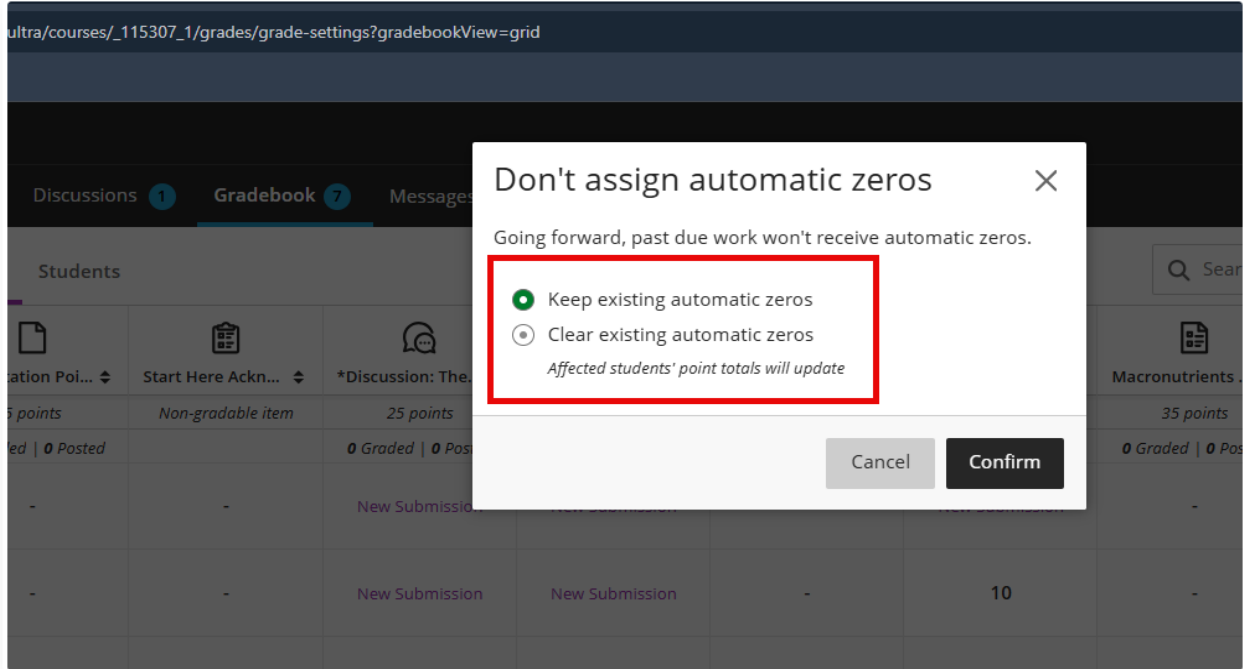 ultra/courses/_115307_1/grades/grade-settings?gradebookView=grid
Discussions 1 Gradebook 7 Messages
Don't assign automatic zeros
Going forward, past due work won't receive automatic zeros.
Students
Sear
Keep existing automatic zeros
Clear existing automatic zeros
Affected students' point totals will update
ation Poi... Start Here Ackn... *Discussion: The. Macronutrients .
points Non-gradable item 25 points 35 points
ed | 0 Posted 0 Graded | 0 Pos 0 Graded | 0 Pos
Cancel Confirm
- - New Submission -
- - New Submission New Submission - 10 -